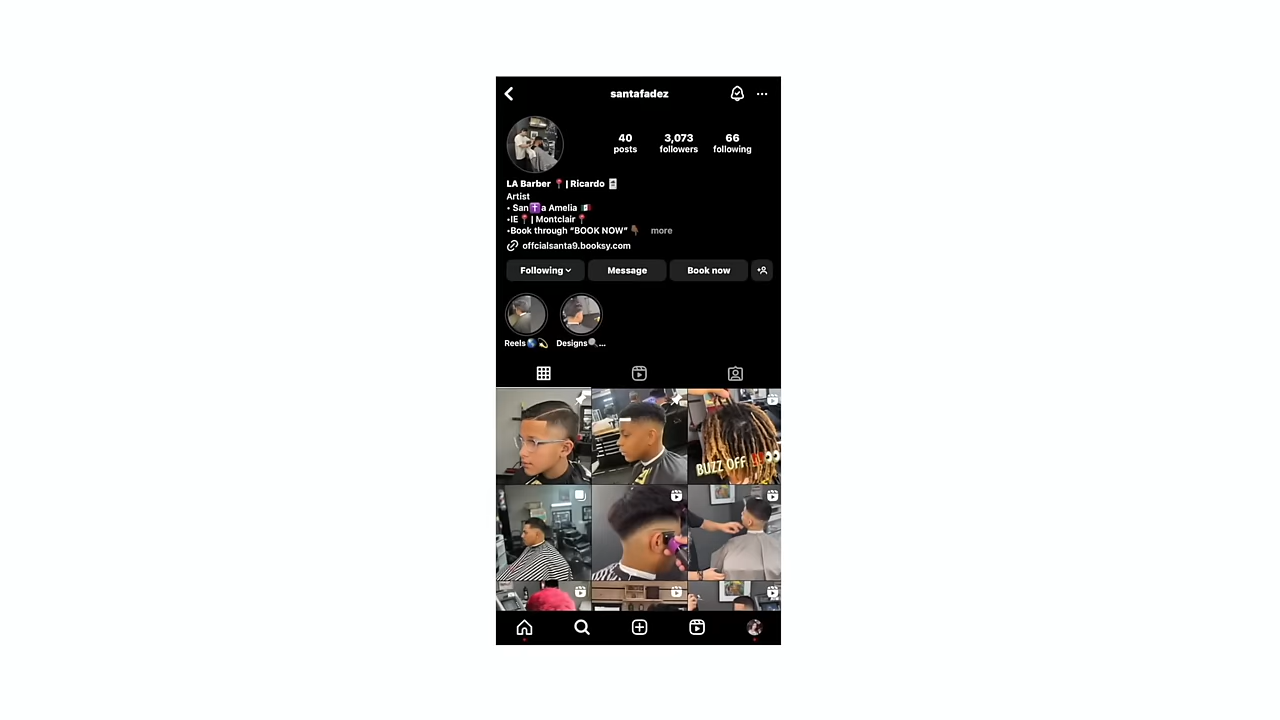 santafadez
40 3,073 66
posts followers following
LA Barber 📍 | Ricardo 💈
Artist
• San✝️a Amelia 🇲🇽
•IE📍 | Montclair📍
•Book through “BOOK NOW” 👇🏾 more
offcialsanta9.booksy.com
Following Message Book now
Reels🌎💫 Designs🔍...
BUZZ OFF ‼️👀